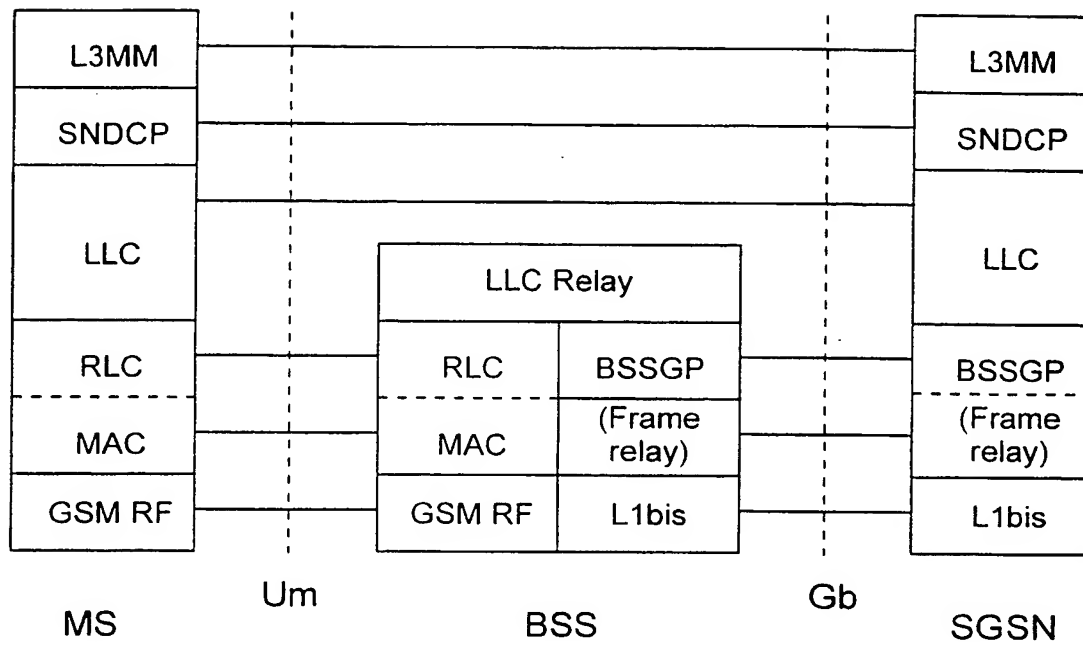 L3MM
SNDCP
LLC
RLC
MAC
GSM RF
MS
Um
LLC Relay
RLC
BSSGP
MAC
(Frame
relay)
GSM RF
L1bis
BSS
Gb
L3MM
SNDCP
LLC
BSSGP
(Frame
relay)
L1bis
SGSN